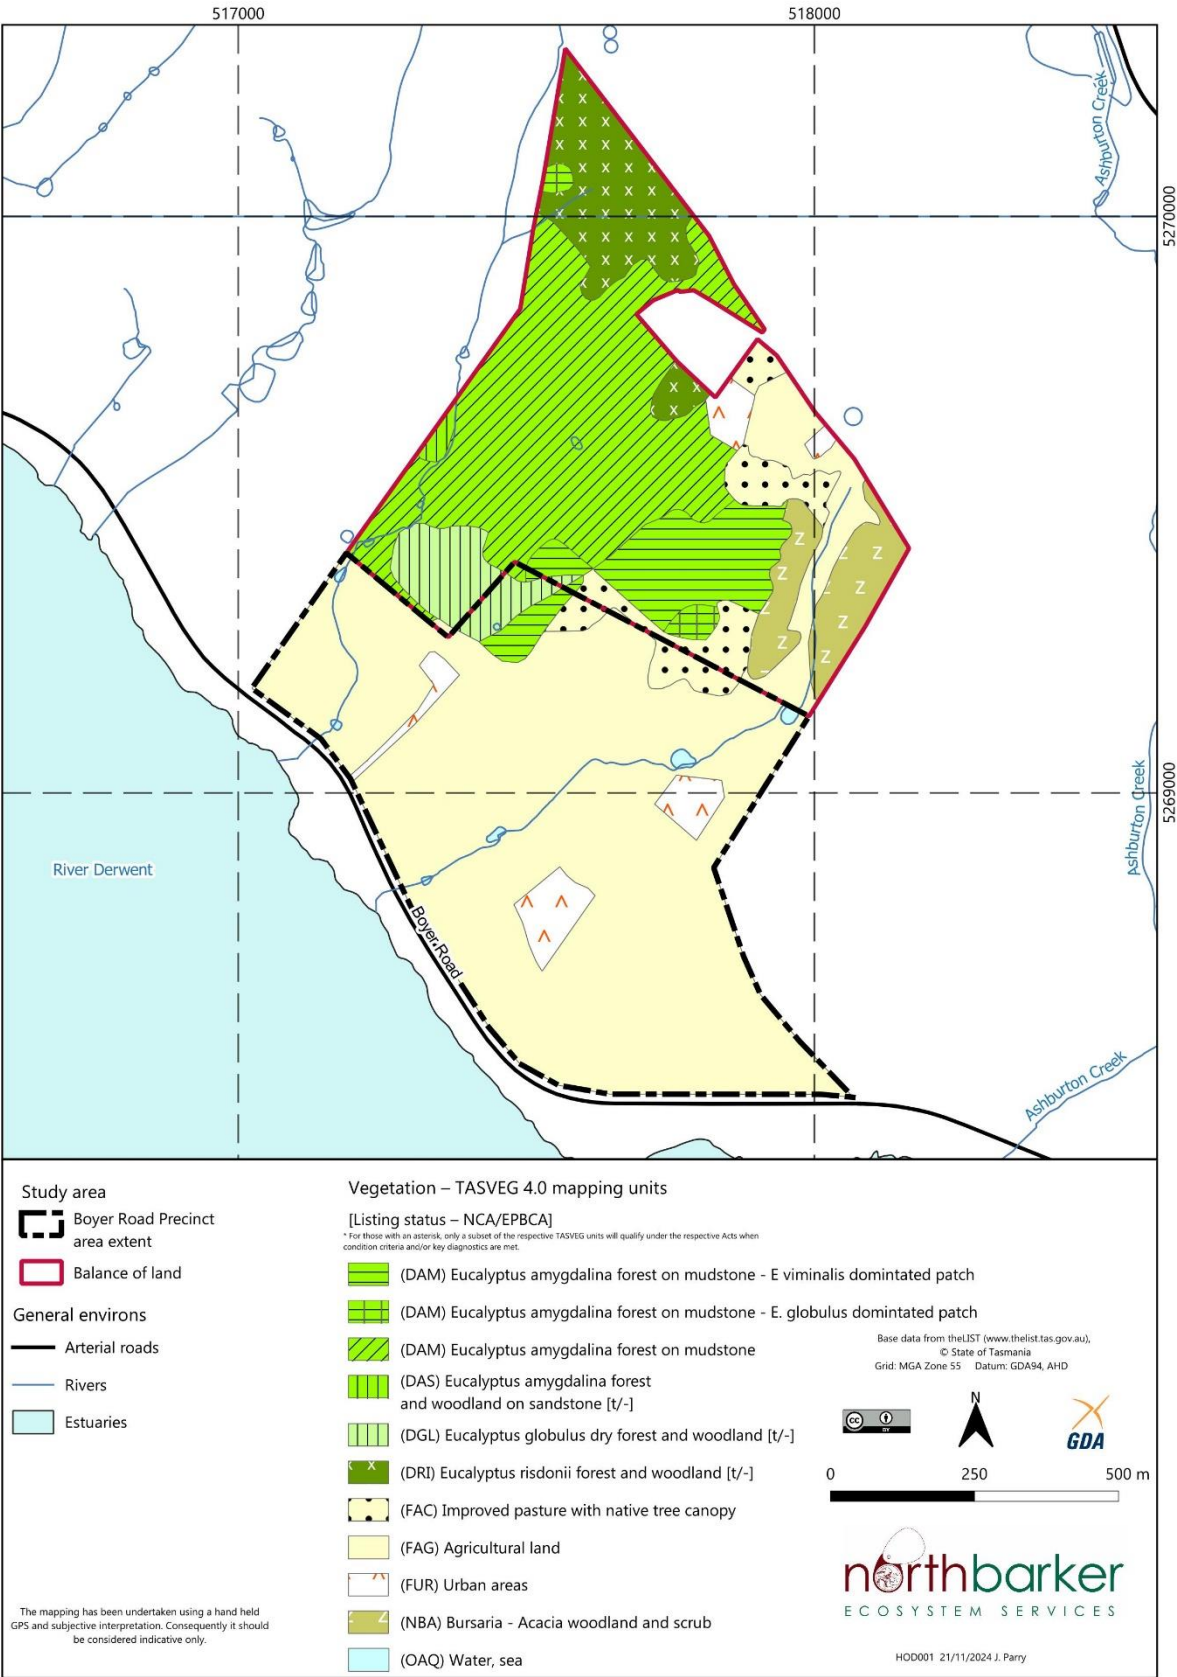 517000
518000
Ashburton Creek
5270000
5269000
Ashburton Creek
River Derwent
Boyer Road
Ashburton Creek
Study area
Boyer Road Precinct
area extent
Balance of land
General environs
Arterial roads
Rivers
Estuaries
The mapping has been undertaken using a hand held
GPS and subjective interpretation. Consequently it should
be considered indicative only.
Vegetation – TASVEG 4.0 mapping units
[Listing status – NCA/EPBCA]
* For those with an asterisk, only a subset of the respective TASVEG units will qualify under the respective Acts when
condition criteria and/or key diagnostics are met.
(DAM) Eucalyptus amygdalina forest on mudstone - E viminalis domintated patch
(DAM) Eucalyptus amygdalina forest on mudstone - E. globulus domintated patch
(DAM) Eucalyptus amygdalina forest on mudstone
(DAS) Eucalyptus amygdalina forest
and woodland on sandstone [t/-]
(DGL) Eucalyptus globulus dry forest and woodland [t/-]
(DRI) Eucalyptus risdonii forest and woodland [t/-]
(FAC) Improved pasture with native tree canopy
(FAG) Agricultural land
(FUR) Urban areas
(NBA) Bursaria - Acacia woodland and scrub
(OAQ) Water, sea
Base data from theLIST (www.thelist.tas.gov.au),
© State of Tasmania
Grid: MGA Zone 55 Datum: GDA94, AHD
cc BY
N
GDA
0 250 500 m
northbarker
ECOSYSTEM SERVICES
HOD001 21/11/2024 J. Parry